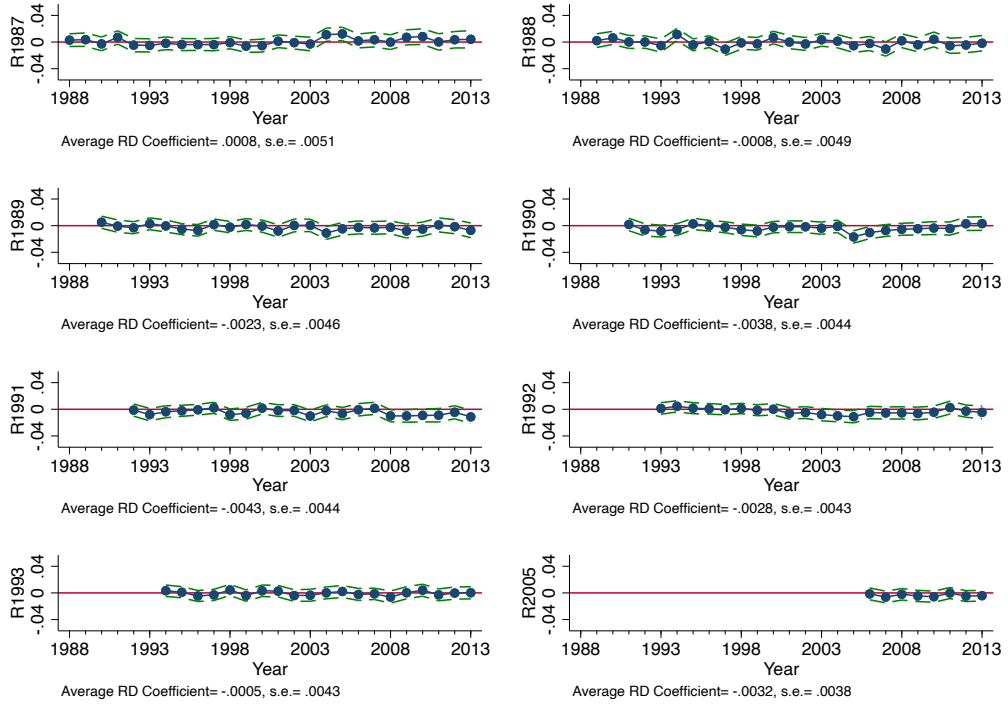 R1987
.04
0
-.04
1988 1993 1998 2003 2008 2013
Year
Average RD Coefficient= .0008, s.e.= .0051
R1988
.04
0
-.04
1988 1993 1998 2003 2008 2013
Year
Average RD Coefficient= -.0008, s.e.= .0049
R1989
.04
0
-.04
1988 1993 1998 2003 2008 2013
Year
Average RD Coefficient= -.0023, s.e.= .0046
R1990
.04
0
-.04
1988 1993 1998 2003 2008 2013
Year
Average RD Coefficient= -.0038, s.e.= .0044
R1991
.04
0
-.04
1988 1993 1998 2003 2008 2013
Year
Average RD Coefficient= -.0043, s.e.= .0044
R1992
.04
0
-.04
1988 1993 1998 2003 2008 2013
Year
Average RD Coefficient= -.0028, s.e.= .0043
R1993
.04
0
-.04
1988 1993 1998 2003 2008 2013
Year
Average RD Coefficient= -.0005, s.e.= .0043
R2005
.04
0
-.04
1988 1993 1998 2003 2008 2013
Year
Average RD Coefficient= -.0032, s.e.= .0038